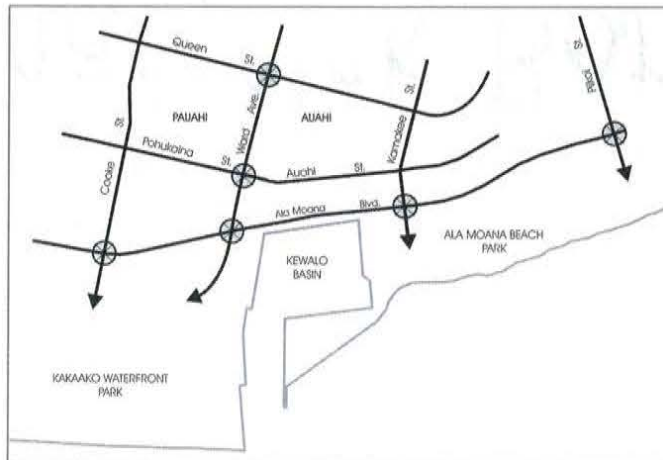 Queen St.
Ward Ave.
Kamakee St.
Piikoi St.
PAUAHI
AUAHI
Cooke St.
Pohukaina St.
Auahi St.
Ala Moana Blvd.
ALA MOANA BEACH
PARK
KEWALO
BASIN
KAKAAKO WATERFRONT
PARK